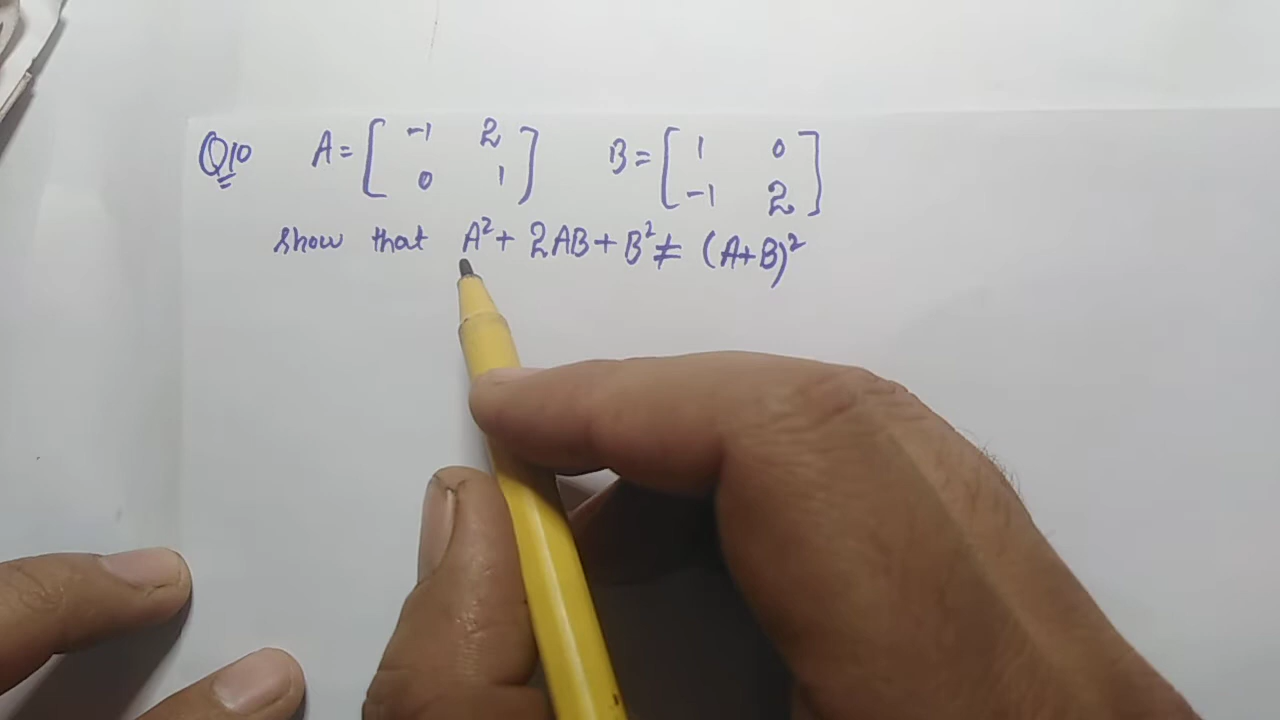 Q10 A = [ -1 2 B = [ 1 0
0 1 ] -1 2 ]
Show that A² + 2AB + B² ≠ (A+B)²